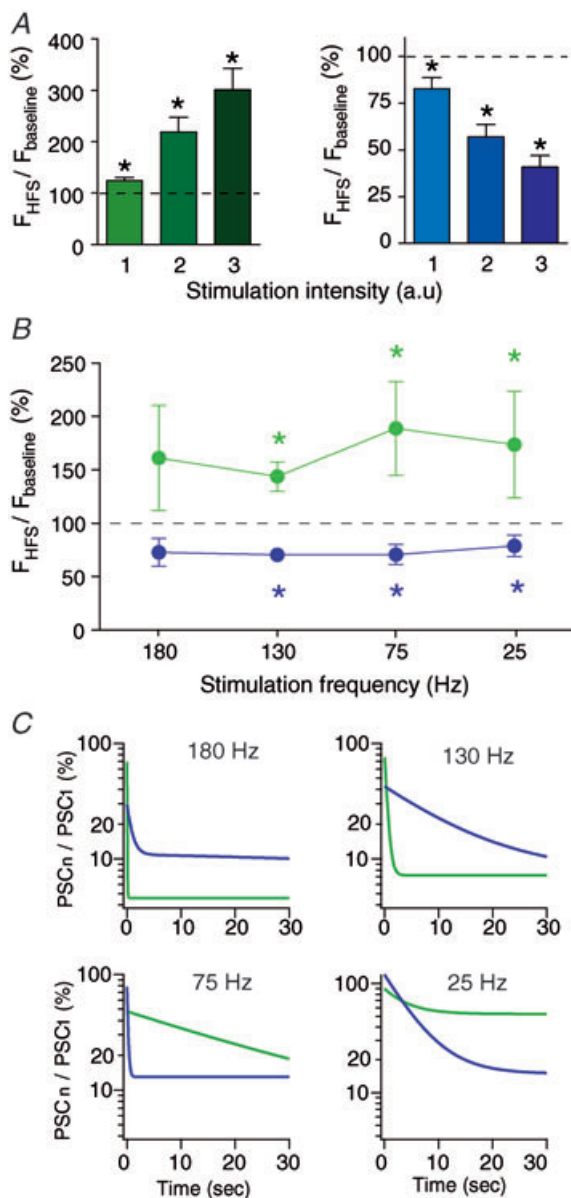 A
F_HFS / F_baseline (%)
400
300
200
100
0
* * *
1 2 3
F_HFS / F_baseline (%)
100
75
50
25
0
* * *
1 2 3
Stimulation intensity (a.u)
B
F_HFS / F_baseline (%)
250
200
150
100
50
0
* * *
* * *
180 130 75 25
Stimulation frequency (Hz)
C
PSCn / PSC1 (%)
180 Hz
100
20
10
0 10 20 30
130 Hz
100
20
10
0 10 20 30
PSCn / PSC1 (%)
75 Hz
100
20
10
0 10 20 30
Time (sec)
25 Hz
100
20
10
0 10 20 30
Time (sec)